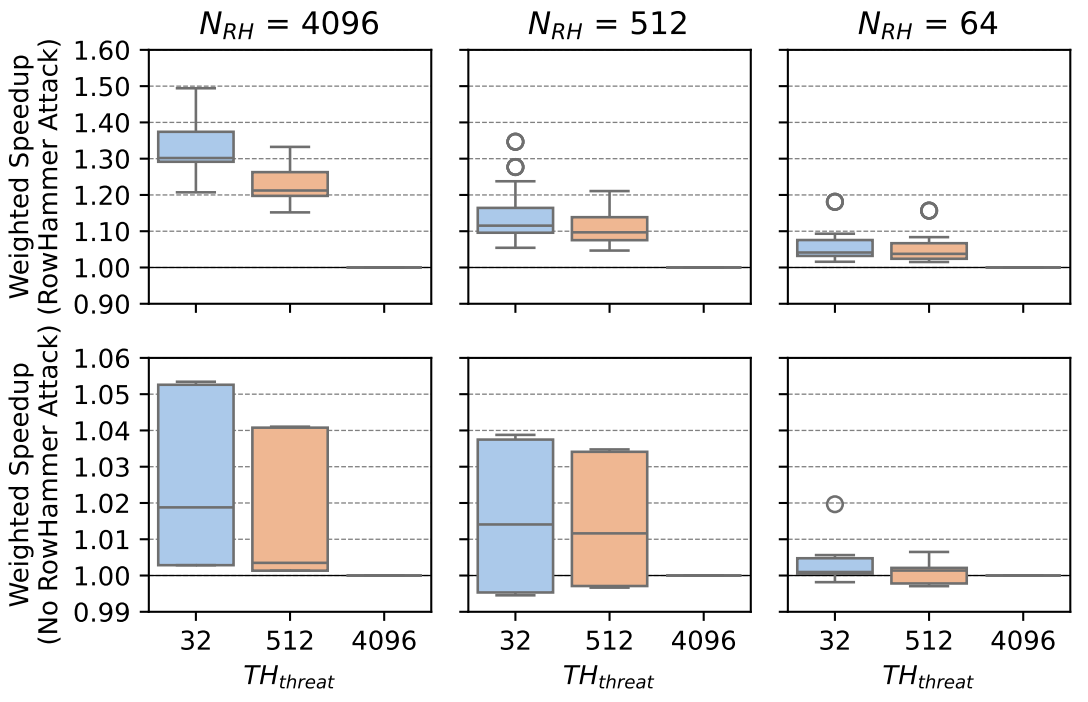 N_RH = 4096 N_RH = 512 N_RH = 64
Weighted Speedup
(RowHammer Attack)
1.60
1.50
1.40
1.30
1.20
1.10
1.00
0.90
Weighted Speedup
(No RowHammer Attack)
1.06
1.05
1.04
1.03
1.02
1.01
1.00
0.99
32 512 4096 32 512 4096 32 512 4096
TH_threat TH_threat TH_threat